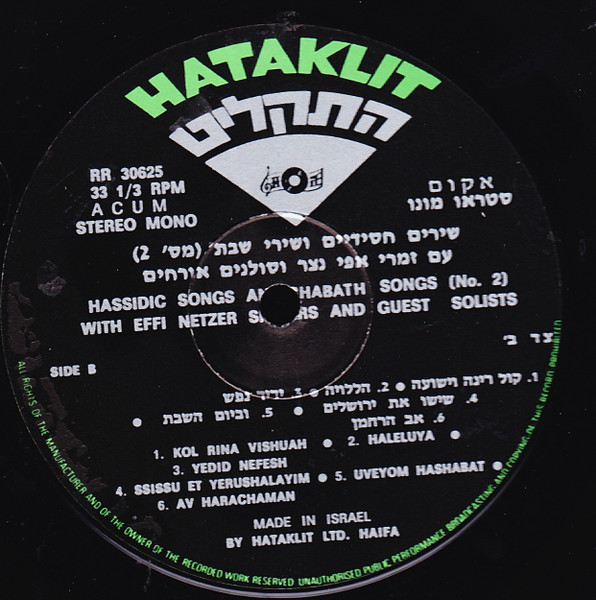 HATAKLIT
התקליט
RR 30625
33 1/3 RPM
ACUM
STEREO MONO
אקום
סטראו מונו
שירים חסידיים ושירי שבת (מס' 2)
עם זמרי אפי נצר וסולנים אורחים
HASSIDIC SONGS AN SHABATH SONGS (No. 2)
WITH EFFI NETZER S RS AND GUEST SOLISTS
SIDE B
צד ב'
1. קול רינה וישועה ● 2. הללויה ● 3. ידיד נפש
4. שישו את ירושלים ● 5. וביום השבת ●
6. אב הרחמן
1. KOL RINA VISHUAH ● 2. HALELUYA ●
3. YEDID NEFESH
4. SSISSU ET YERUSHALAYIM ● 5. UVEYOM HASHABAT ●
6. AV HARACHAMAN
MADE IN ISRAEL
BY HATAKLIT LTD. HAIFA
ALL RIGHTS OF THE MANUFACTURER AND OF THE OWNER OF THE RECORDED WORK RESERVED UNAUTHORISED PUBLIC PERFORMANCE BROADCASTING AND COPYING OF THIS RECORD PROHIBITED